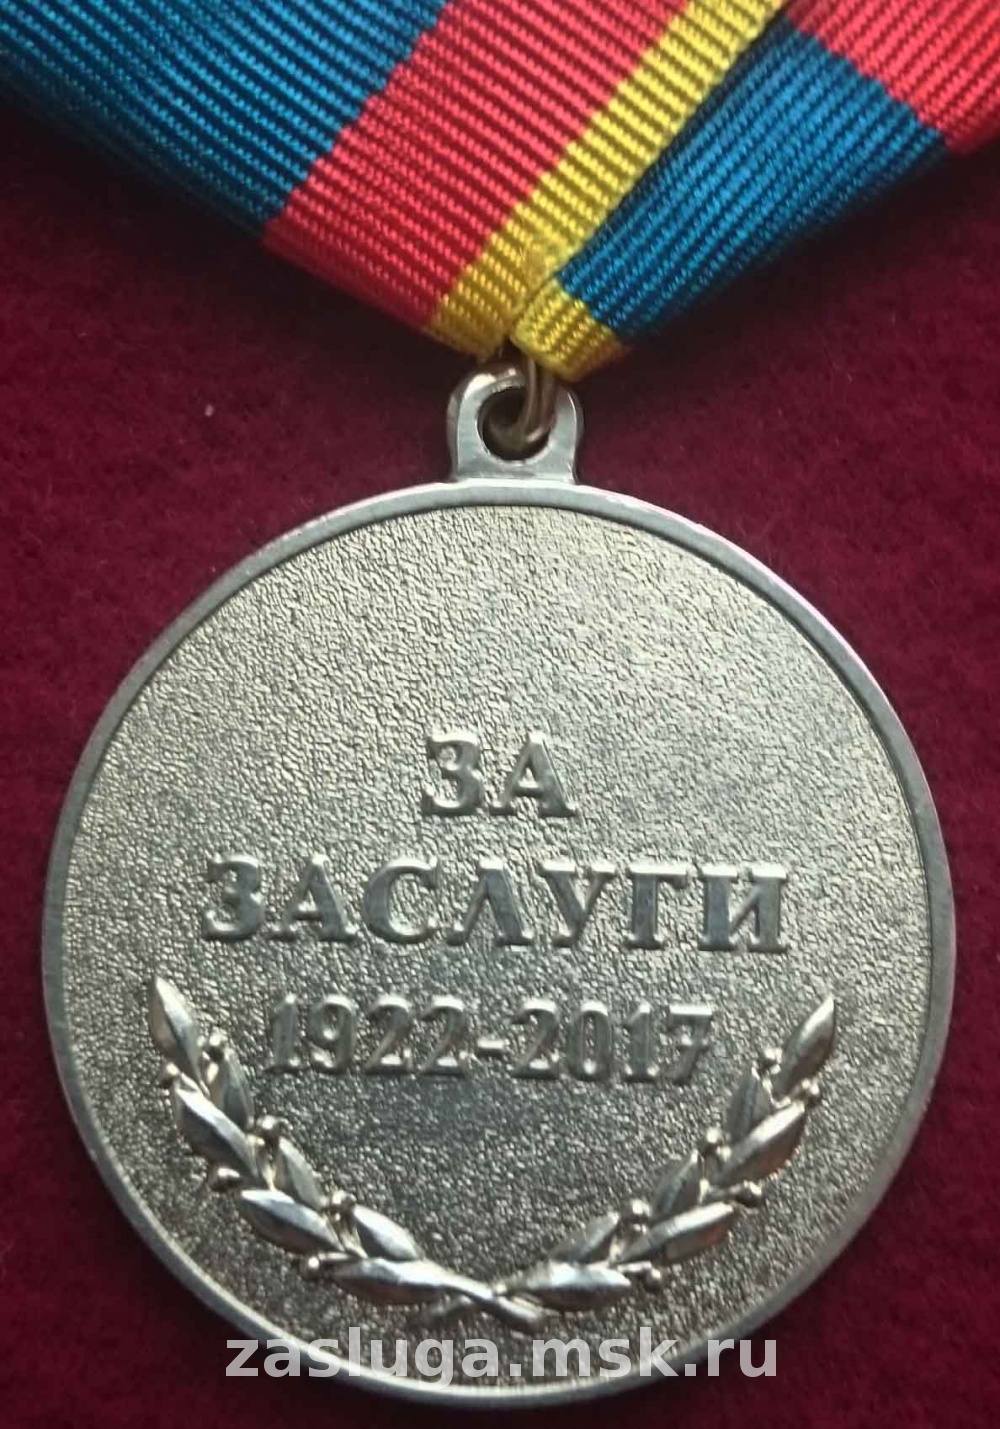 ЗА
ЗАСЛУГИ
1922-2017
zasluga.msk.ru